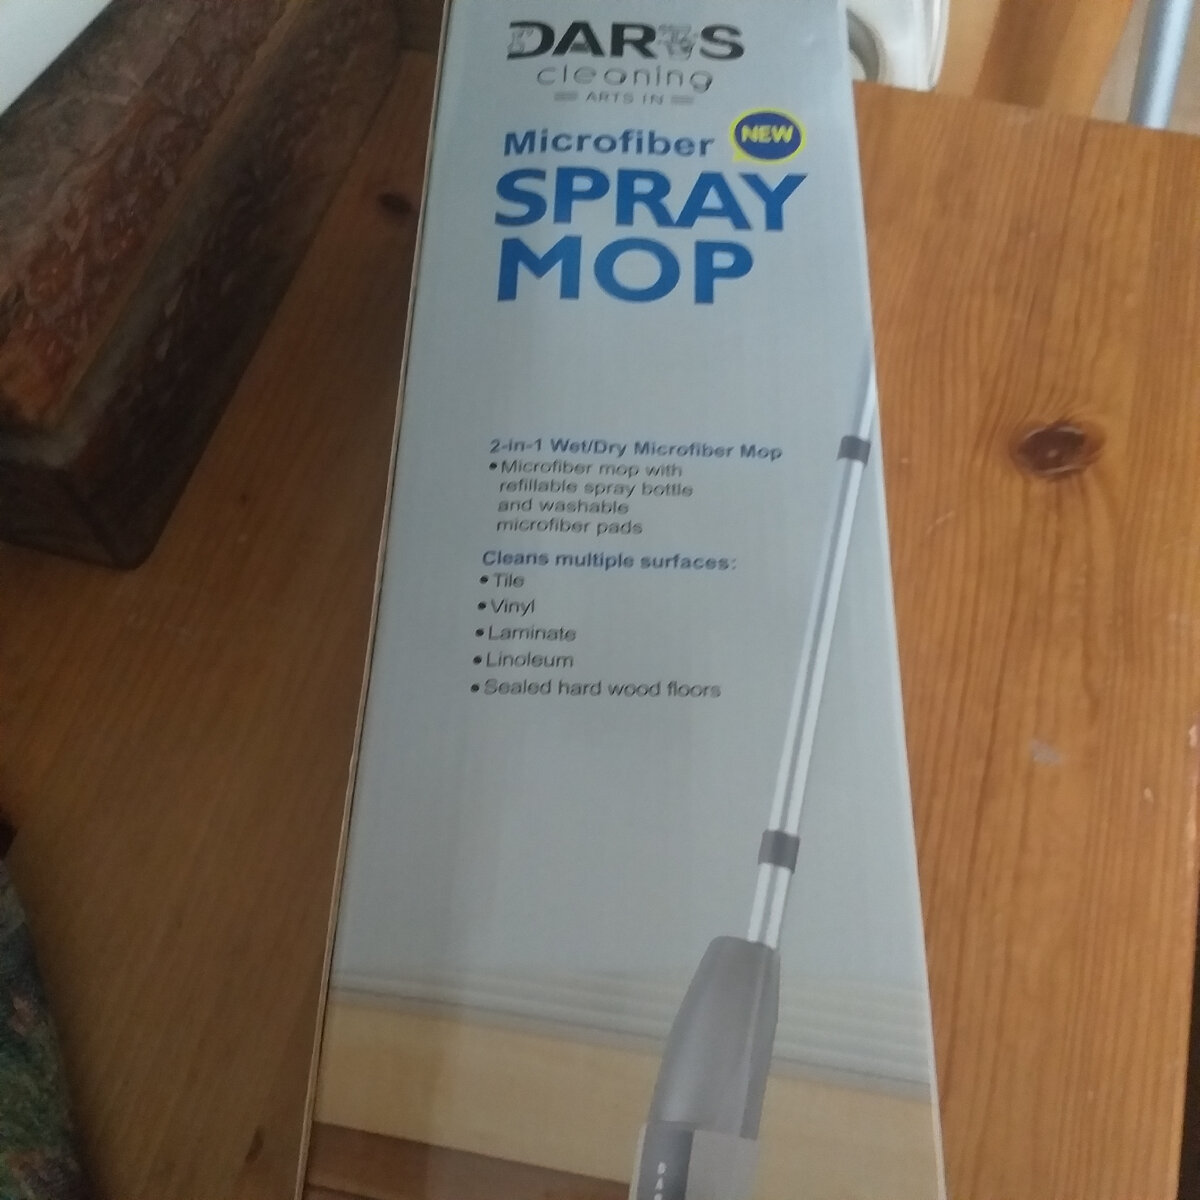 DARTS
cleaning
ARTS IN
Microfiber NEW
SPRAY
MOP
2-in-1 Wet/Dry Microfiber Mop
• Microfiber mop with
refillable spray bottle
and washable
microfiber pads
Cleans multiple surfaces:
• Tile
• Vinyl
• Laminate
• Linoleum
• Sealed hard wood floors